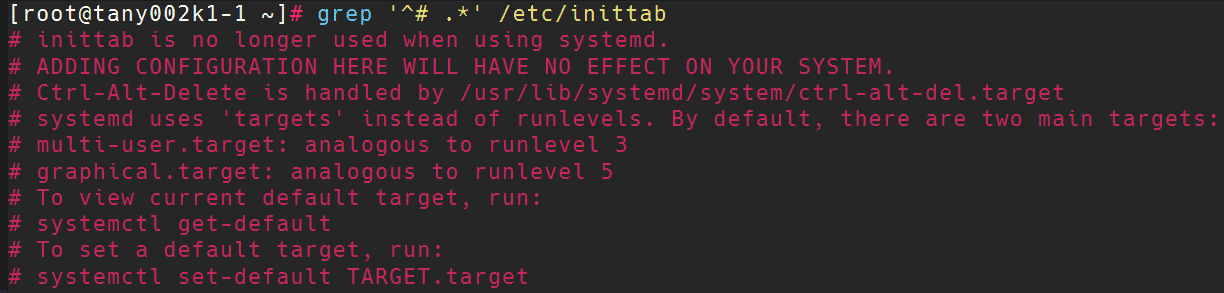 [root@tany002k1-1 ~]# grep '^# .*' /etc/inittab
# inittab is no longer used when using systemd.
# ADDING CONFIGURATION HERE WILL HAVE NO EFFECT ON YOUR SYSTEM.
# Ctrl-Alt-Delete is handled by /usr/lib/systemd/system/ctrl-alt-del.target
# systemd uses 'targets' instead of runlevels. By default, there are two main targets:
# multi-user.target: analogous to runlevel 3
# graphical.target: analogous to runlevel 5
# To view current default target, run:
# systemctl get-default
# To set a default target, run:
# systemctl set-default TARGET.target